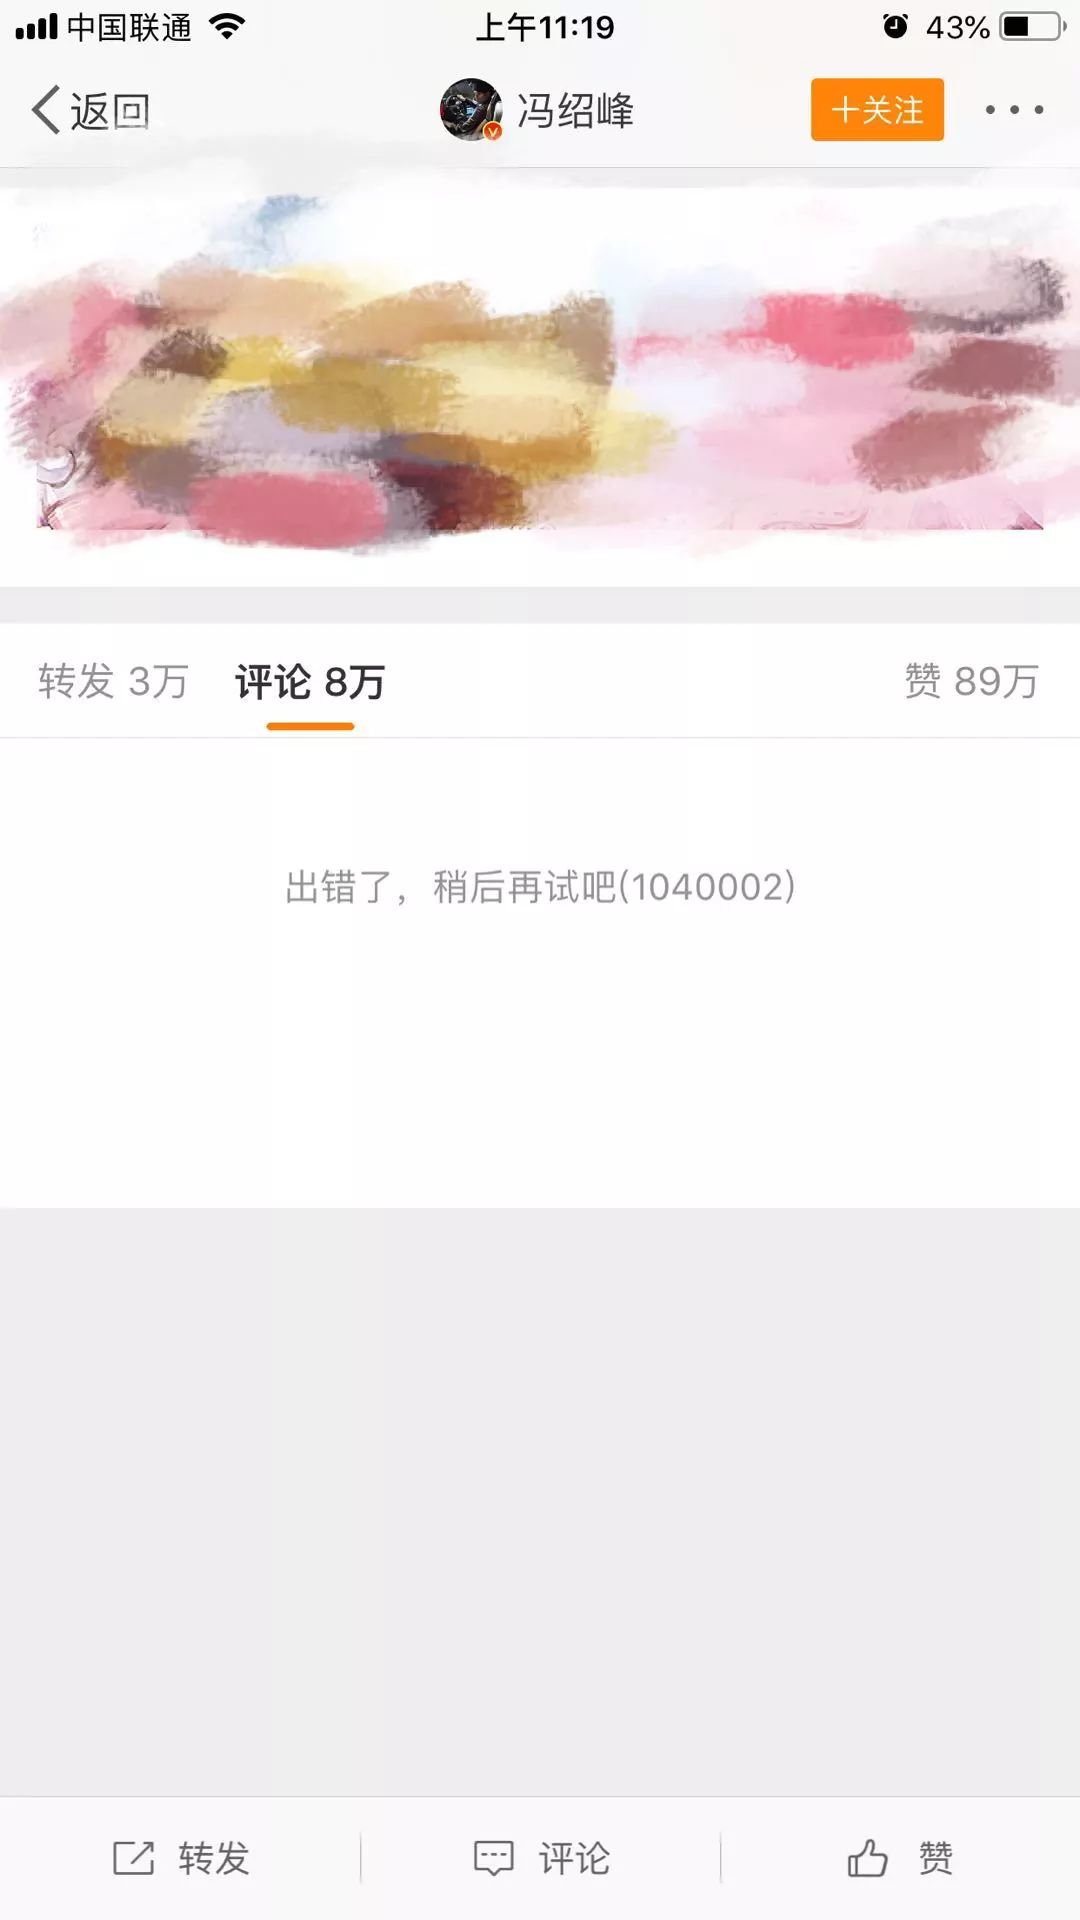 中国联通 上午11:19 43%
返回 冯绍峰 +关注
转发 3万 评论 8万 赞 89万
出错了，稍后再试吧(1040002)
转发 评论 赞